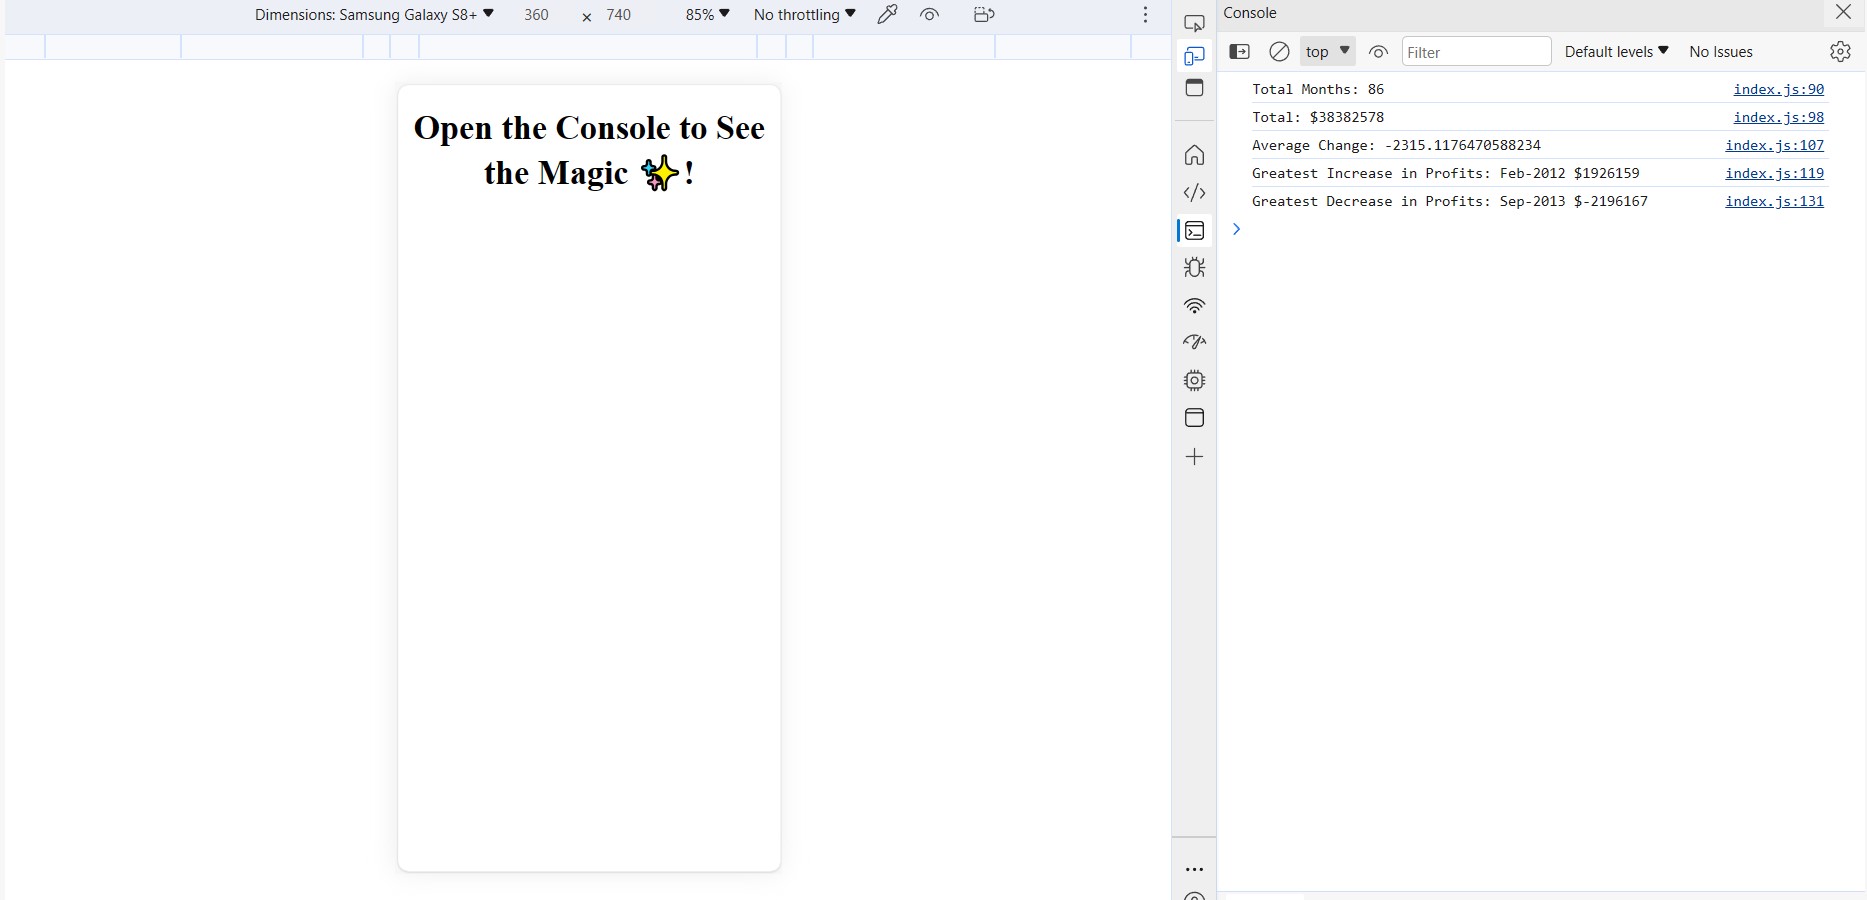 Dimensions: Samsung Galaxy S8+ 360 × 740 85% No throttling
Open the Console to See
the Magic ✨!
Console
top Filter Default levels No Issues
Total Months: 86 index.js:90
Total: $38382578 index.js:98
Average Change: -2315.1176470588234 index.js:107
Greatest Increase in Profits: Feb-2012 $1926159 index.js:119
Greatest Decrease in Profits: Sep-2013 $-2196167 index.js:131